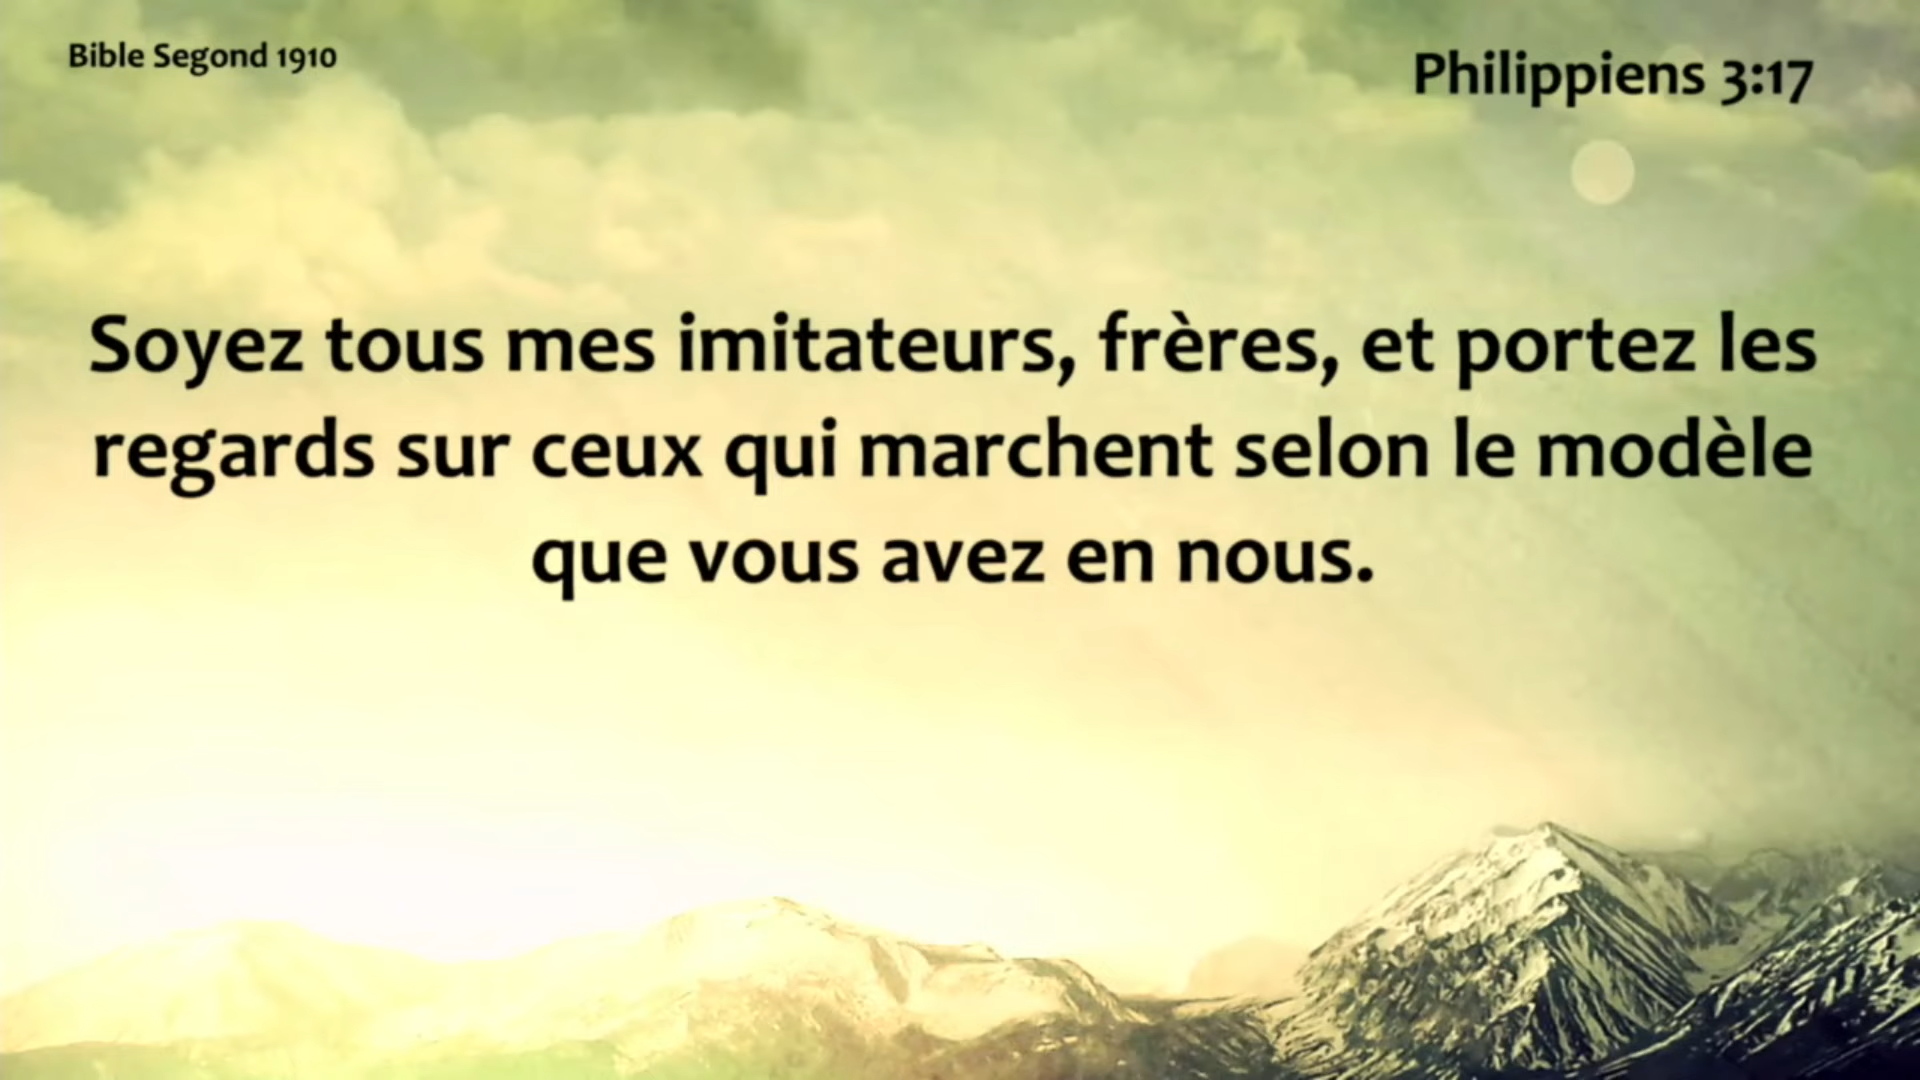 Bible Segond 1910
Philippiens 3:17
Soyez tous mes imitateurs, frères, et portez les
regards sur ceux qui marchent selon le modèle
que vous avez en nous.